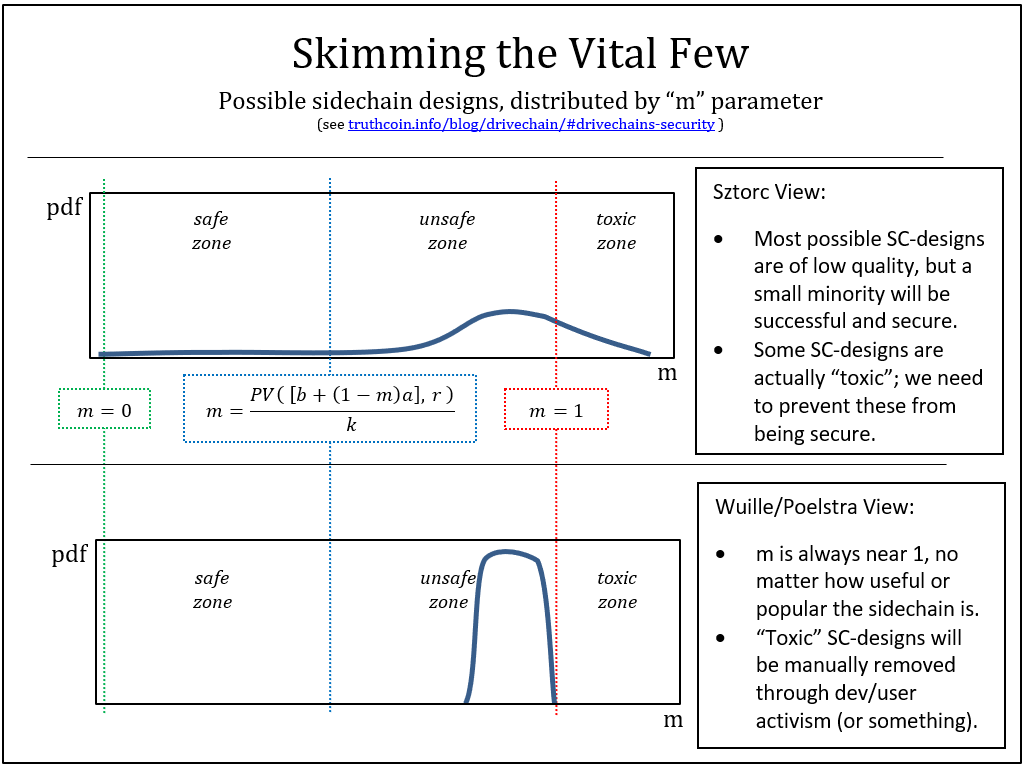 Skimming the Vital Few
Possible sidechain designs, distributed by “m” parameter
(see truthcoin.info/blog/drivechain/#drivechains-security )
pdf
safe
zone
unsafe
zone
toxic
zone
m
m = 0
m = PV( [b + (1 − m)a], r ) / k
m = 1
Sztorc View:
• Most possible SC-designs
are of low quality, but a
small minority will be
successful and secure.
• Some SC-designs are
actually “toxic”; we need
to prevent these from
being secure.
pdf
safe
zone
unsafe
zone
toxic
zone
m
Wuille/Poelstra View:
• m is always near 1, no
matter how useful or
popular the sidechain is.
• “Toxic” SC-designs will
be manually removed
through dev/user
activism (or something).